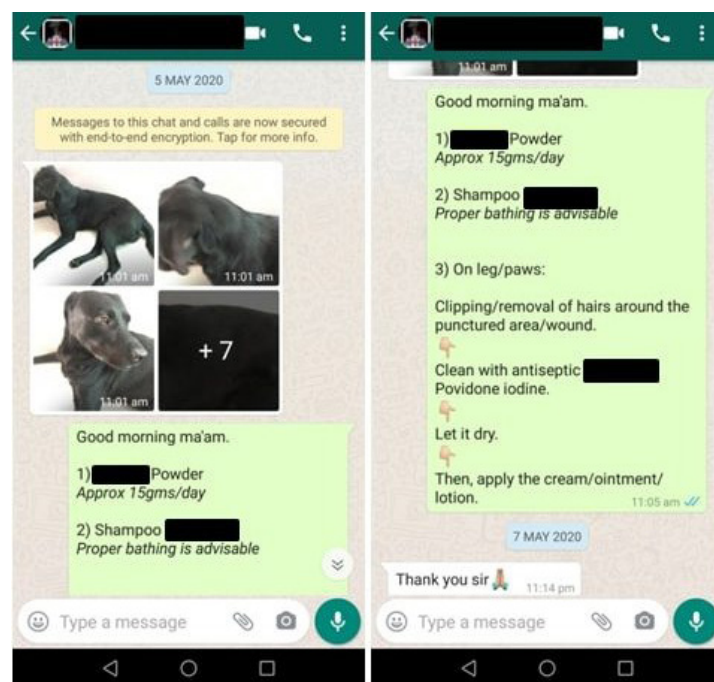 5 MAY 2020
Messages to this chat and calls are now secured
with end-to-end encryption. Tap for more info.
11:01 am
11:01 am
11:01 am
+ 7
Good morning ma'am.
1) Powder
Approx 15gms/day
2) Shampoo
Proper bathing is advisable
Type a message
11:01 am
Good morning ma'am.
1) Powder
Approx 15gms/day
2) Shampoo
Proper bathing is advisable
3) On leg/paws:
Clipping/removal of hairs around the
punctured area/wound.
Clean with antiseptic
Povidone iodine.
Let it dry.
Then, apply the cream/ointment/
lotion.
11:05 am
7 MAY 2020
Thank you sir
11:14 pm
Type a message